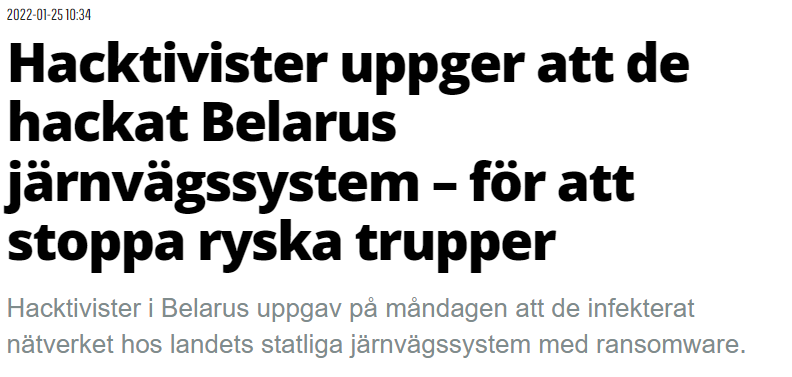 2022-01-25 10:34
Hacktivister uppger att de
hackat Belarus
järnvägssystem – för att
stoppa ryska trupper
Hacktivister i Belarus uppgav på måndagen att de infekterat
nätverket hos landets statliga järnvägssystem med ransomware.